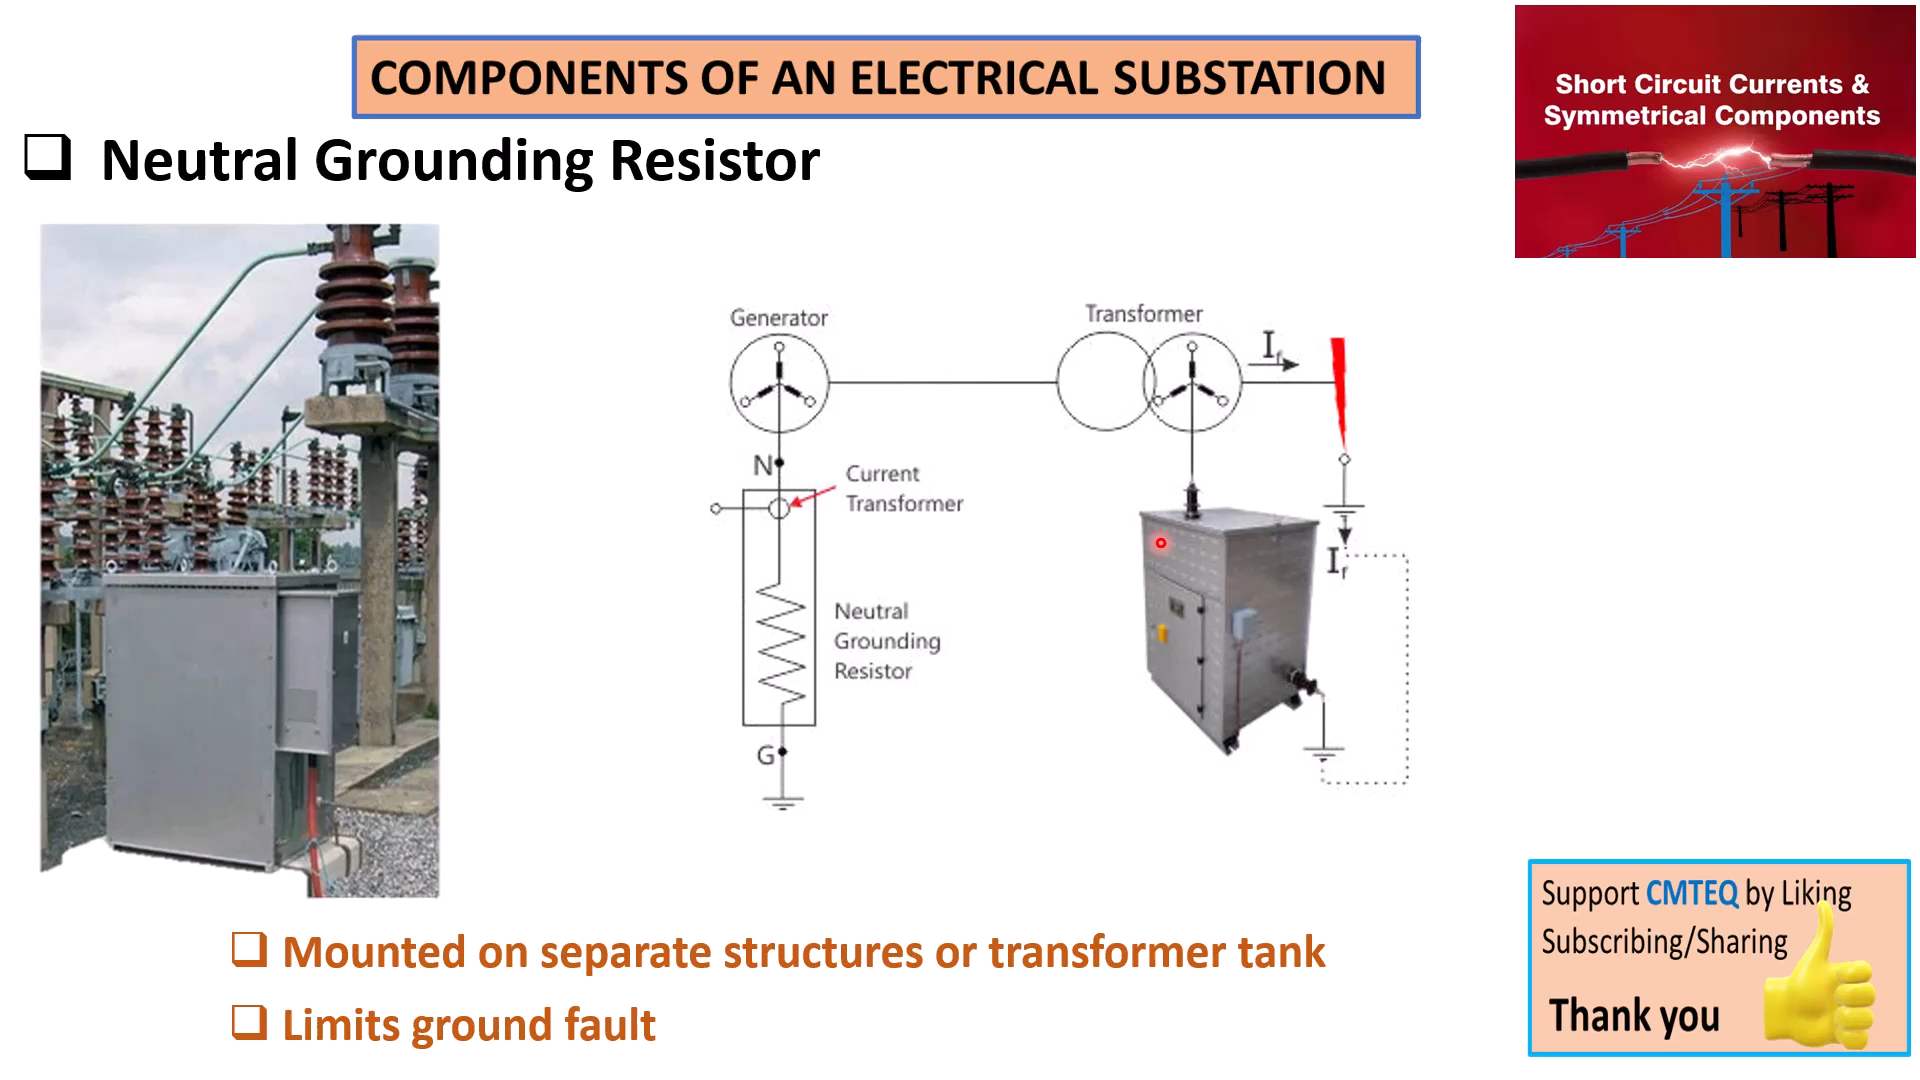 COMPONENTS OF AN ELECTRICAL SUBSTATION
Short Circuit Currents &
Symmetrical Components
Neutral Grounding Resistor
Generator
Transformer
If
N
Current
Transformer
If
Neutral
Grounding
Resistor
G
Support CMTEQ by Liking
Subscribing/Sharing
Thank you
Mounted on separate structures or transformer tank
Limits ground fault